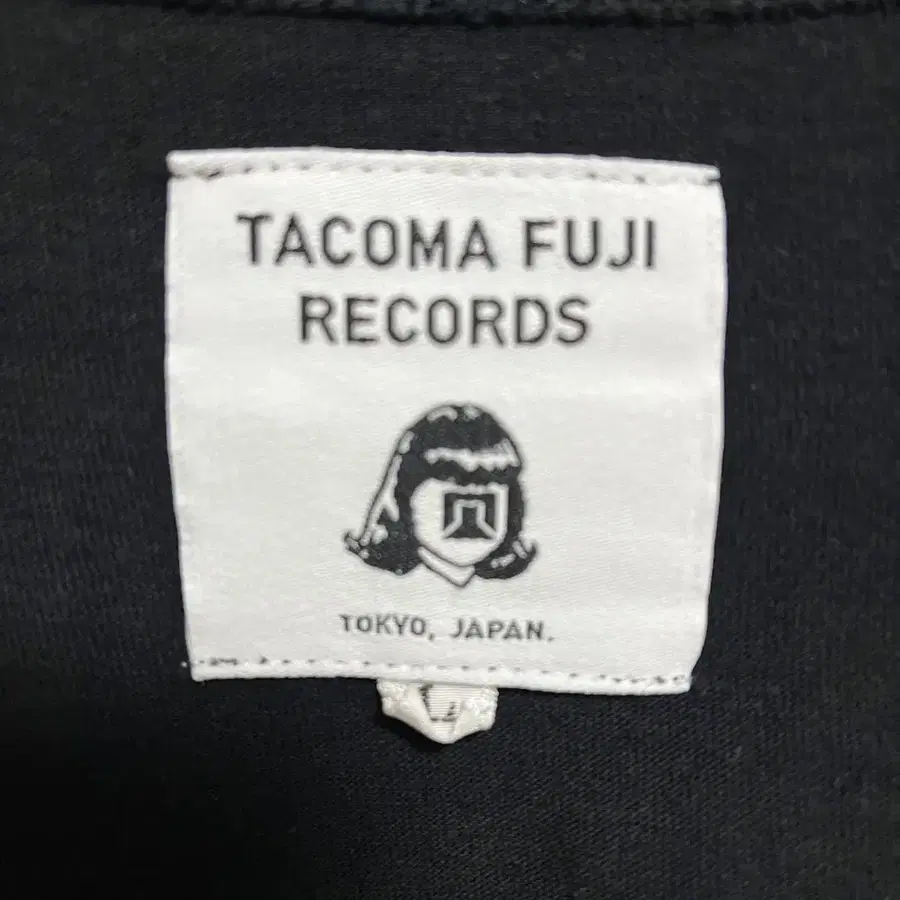 TACOMA FUJI
RECORDS
TOKYO, JAPAN.